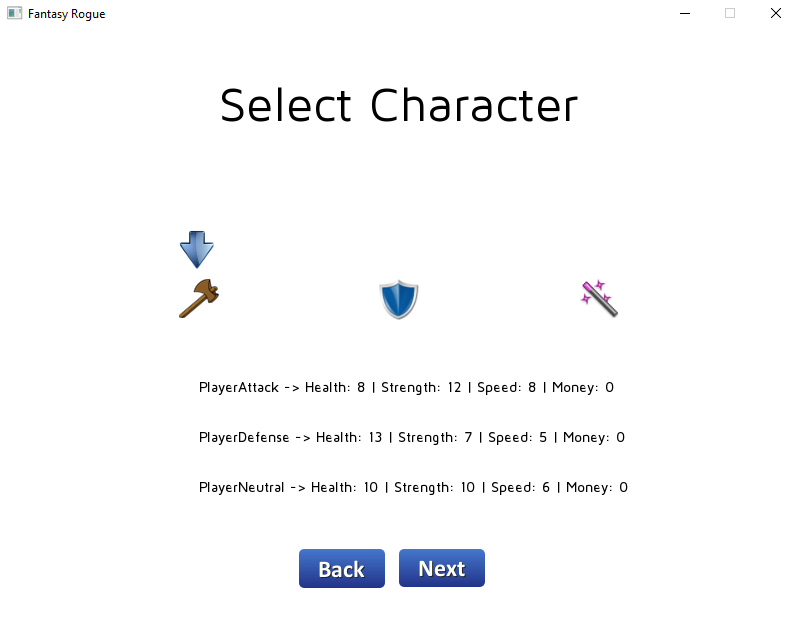 Fantasy Rogue
Select Character
PlayerAttack -> Health: 8 | Strength: 12 | Speed: 8 | Money: 0
PlayerDefense -> Health: 13 | Strength: 7 | Speed: 5 | Money: 0
PlayerNeutral -> Health: 10 | Strength: 10 | Speed: 6 | Money: 0
Back Next